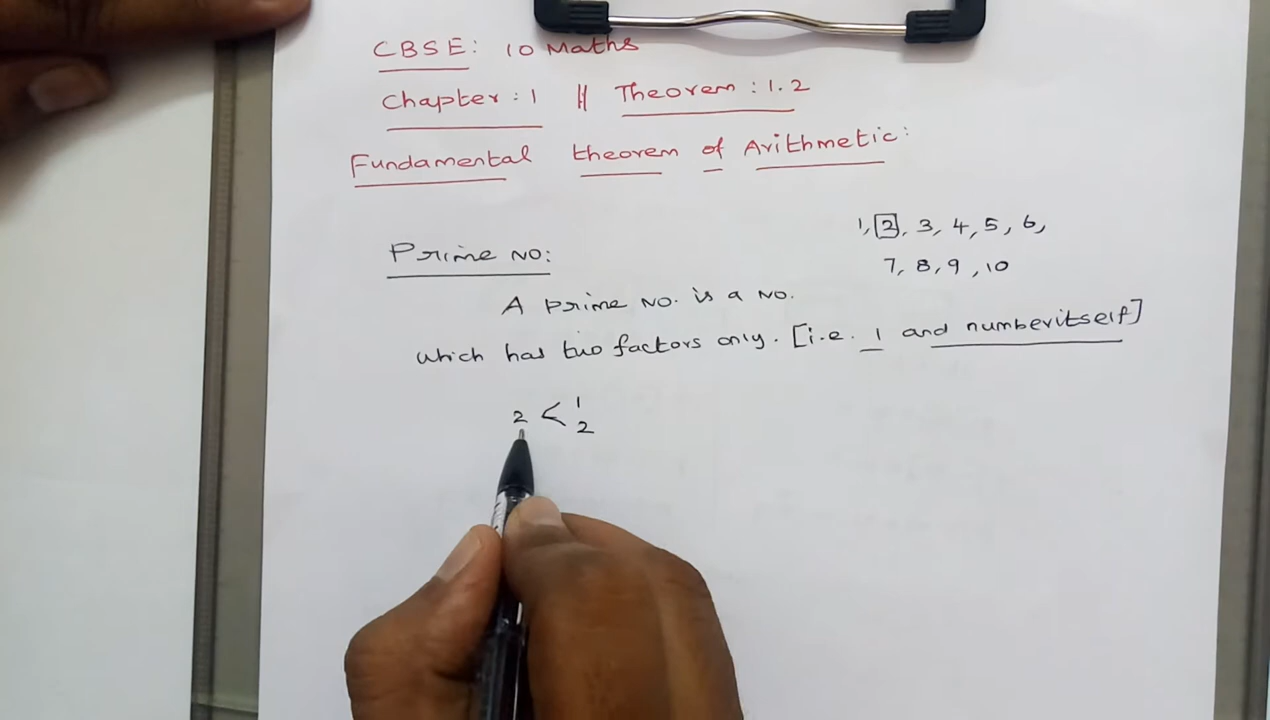 CBSE: 10 Maths
Chapter: 1 || Theorem: 1.2
Fundamental theorem of Arithmetic:
1, 2, 3, 4, 5, 6,
7, 8, 9, 10
Prime NO:
A prime NO. is a NO.
which has two factors only. [i.e. 1 and numberitself]
2 < 1
2